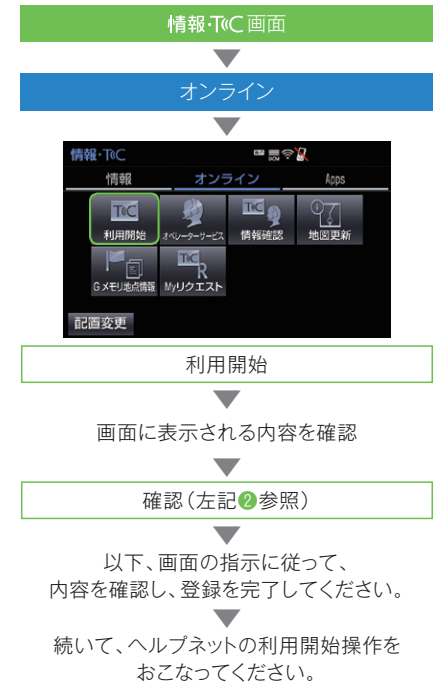 情報・T(C 画面
オンライン
情報・T(C
DCM
情報 オンライン Apps
T(C T(C
利用開始 オペレーターサービス 情報確認 地図更新
T(C R
Gメモリ地点情報 Myリクエスト
配置変更
利用開始
画面に表示される内容を確認
確認（左記❷参照）
以下、画面の指示に従って、
内容を確認し、登録を完了してください。
続いて、ヘルプネットの利用開始操作を
おこなってください。